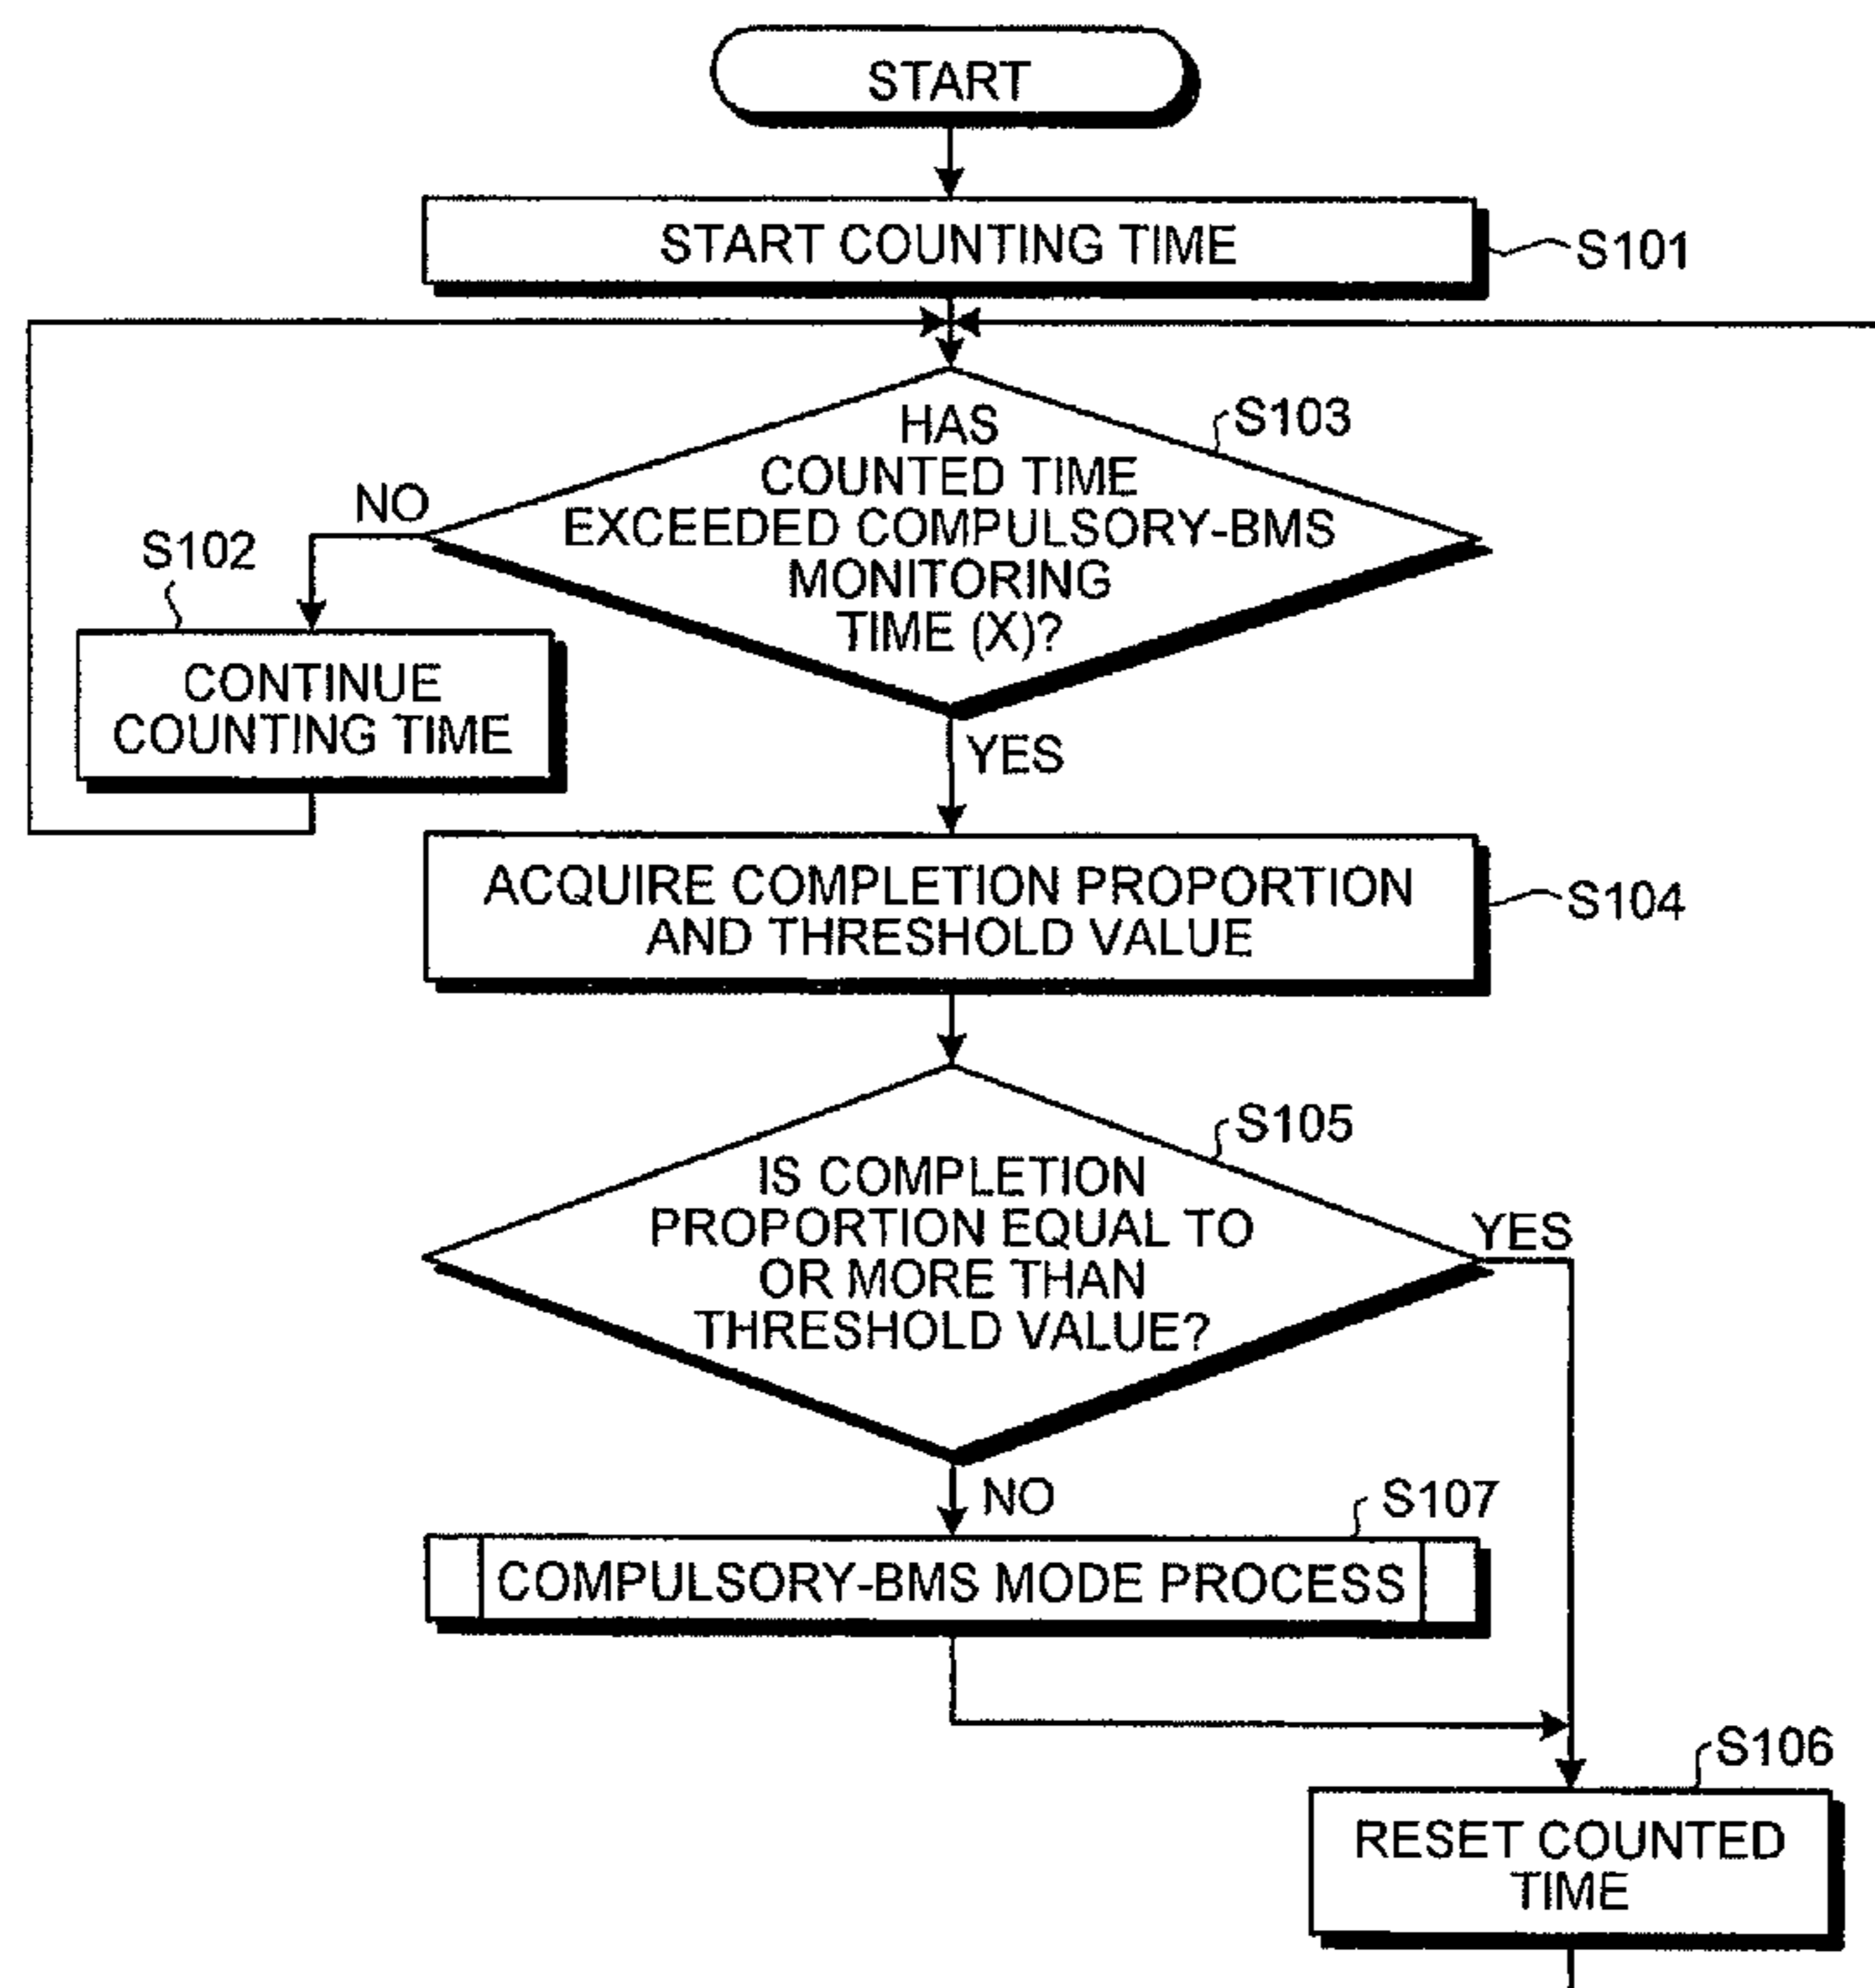 START
START COUNTING TIME
S101
HAS
COUNTED TIME
EXCEEDED COMPULSORY-BMS
MONITORING
TIME (X)?
S103
NO
S102
CONTINUE
COUNTING TIME
YES
ACQUIRE COMPLETION PROPORTION
AND THRESHOLD VALUE
S104
IS COMPLETION
PROPORTION EQUAL TO
OR MORE THAN
THRESHOLD VALUE?
S105
YES
NO
S107
COMPULSORY-BMS MODE PROCESS
S106
RESET COUNTED
TIME